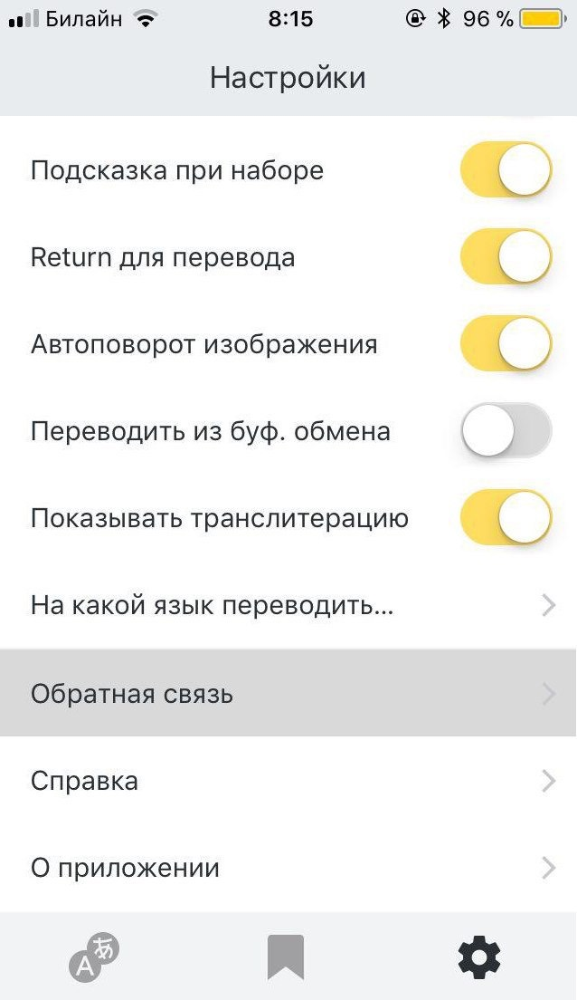 Билайн 8:15 96 %
Настройки
Подсказка при наборе
Return для перевода
Автоповорот изображения
Переводить из буф. обмена
Показывать транслитерацию
На какой язык переводить...
Обратная связь
Справка
О приложении
A あ